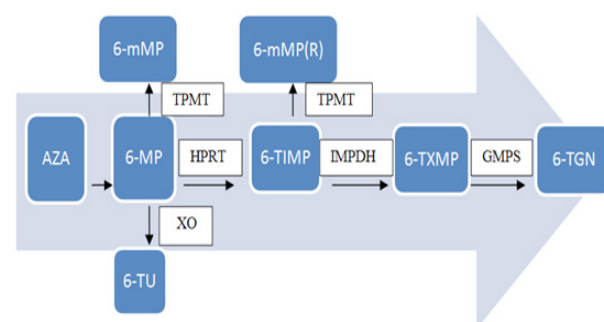 6-mMP
6-mMP(R)
TPMT
TPMT
AZA
6-MP
HPRT
6-TIMP
IMPDH
6-TXMP
GMPS
6-TGN
XO
6-TU